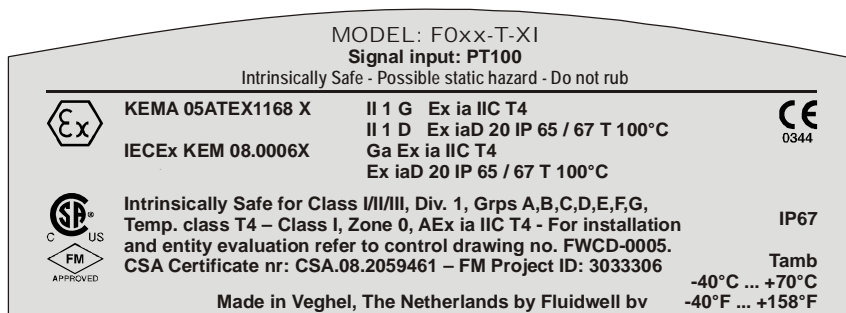 MODEL: F0xx-T-XI
Signal input: PT100
Intrinsically Safe - Possible static hazard - Do not rub
Ex
KEMA 05ATEX1168 X II 1 G Ex ia IIC T4
II 1 D Ex iaD 20 IP 65 / 67 T 100°C
IECEx KEM 08.0006X Ga Ex ia IIC T4
Ex iaD 20 IP 65 / 67 T 100°C
CE
0344
SA ®
C US
FM
APPROVED
Intrinsically Safe for Class I/II/III, Div. 1, Grps A,B,C,D,E,F,G,
Temp. class T4 – Class I, Zone 0, AEx ia IIC T4 - For installation
and entity evaluation refer to control drawing no. FWCD-0005.
CSA Certificate nr: CSA.08.2059461 – FM Project ID: 3033306
IP67
Tamb
-40°C ... +70°C
Made in Veghel, The Netherlands by Fluidwell bv -40°F ... +158°F